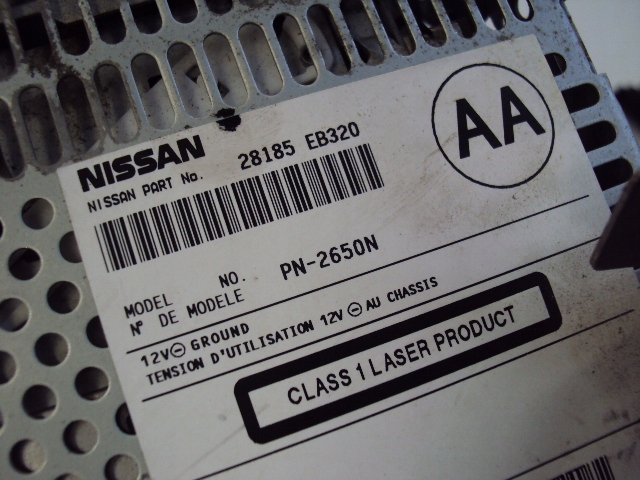 NISSAN
NISSAN PART No. 28185 EB320
AA
MODEL NO.
N° DE MODELE PN-2650N
12V⊖ GROUND
TENSION D'UTILISATION 12V ⊖ AU CHASSIS
CLASS 1 LASER PRODUCT